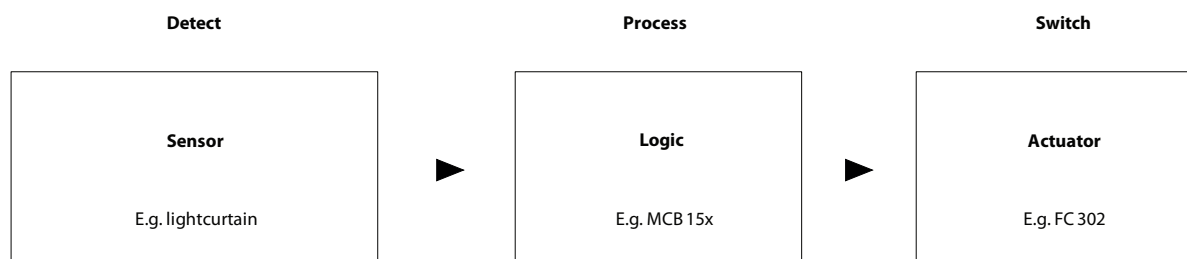 Detect
Process
Switch
Sensor
Logic
Actuator
E.g. lightcurtain
E.g. MCB 15x
E.g. FC 302